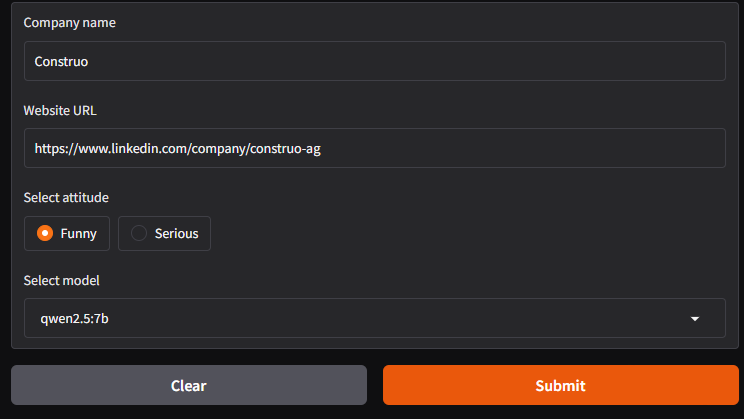 Company name
Construo
Website URL
https://www.linkedin.com/company/construo-ag
Select attitude
Funny Serious
Select model
qwen2.5:7b
Clear Submit